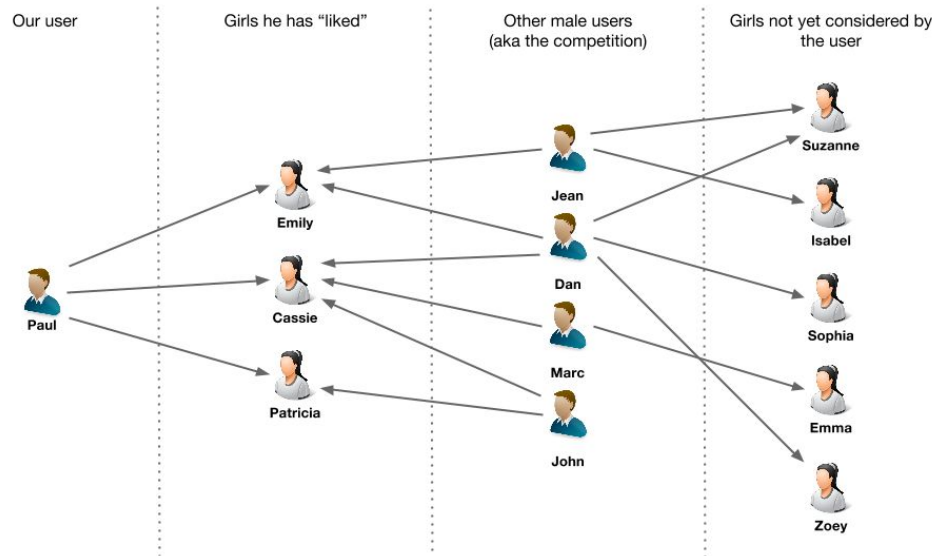 Our user
Girls he has “liked”
Other male users
(aka the competition)
Girls not yet considered by
the user
Paul
Emily
Cassie
Patricia
Jean
Dan
Marc
John
Suzanne
Isabel
Sophia
Emma
Zoey